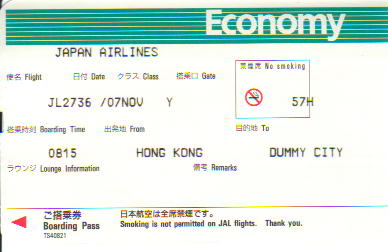 Economy
JAPAN AIRLINES
便名 Flight 日付 Date クラス Class 搭乗口 Gate 禁煙席 No smoking
JL2736 /07NOV Y 57H
搭乗時刻 Boarding Time 出発地 From 目的地 To
0815 HONG KONG DUMMY CITY
ラウンジ Lounge Information 備考 Remarks
ご搭乗券 日本航空は全席禁煙です。
Boarding Pass Smoking is not permitted on JAL flights. Thank you.
TS40821